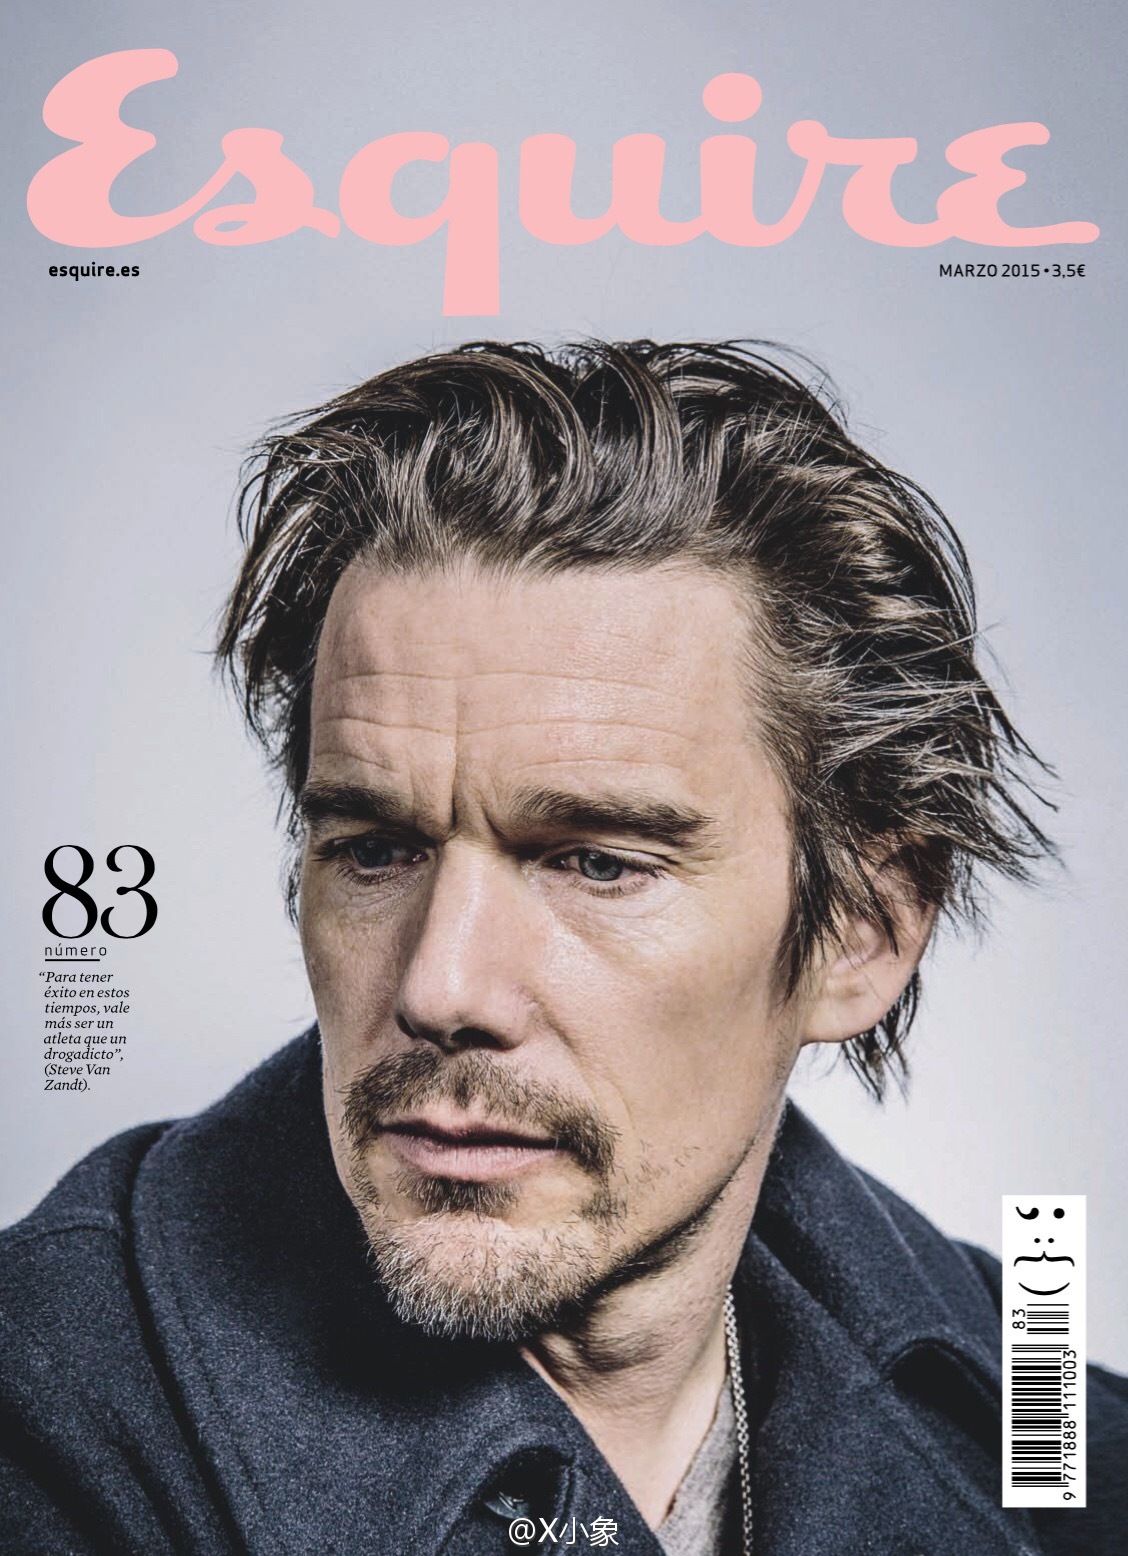 Esquire
esquire.es
MARZO 2015 • 3,5€
83
número
“Para tener
éxito en estos
tiempos, vale
más ser un
atleta que un
drogadicto”,
(Steve Van
Zandt).
83
9 771888 111003
@X小象